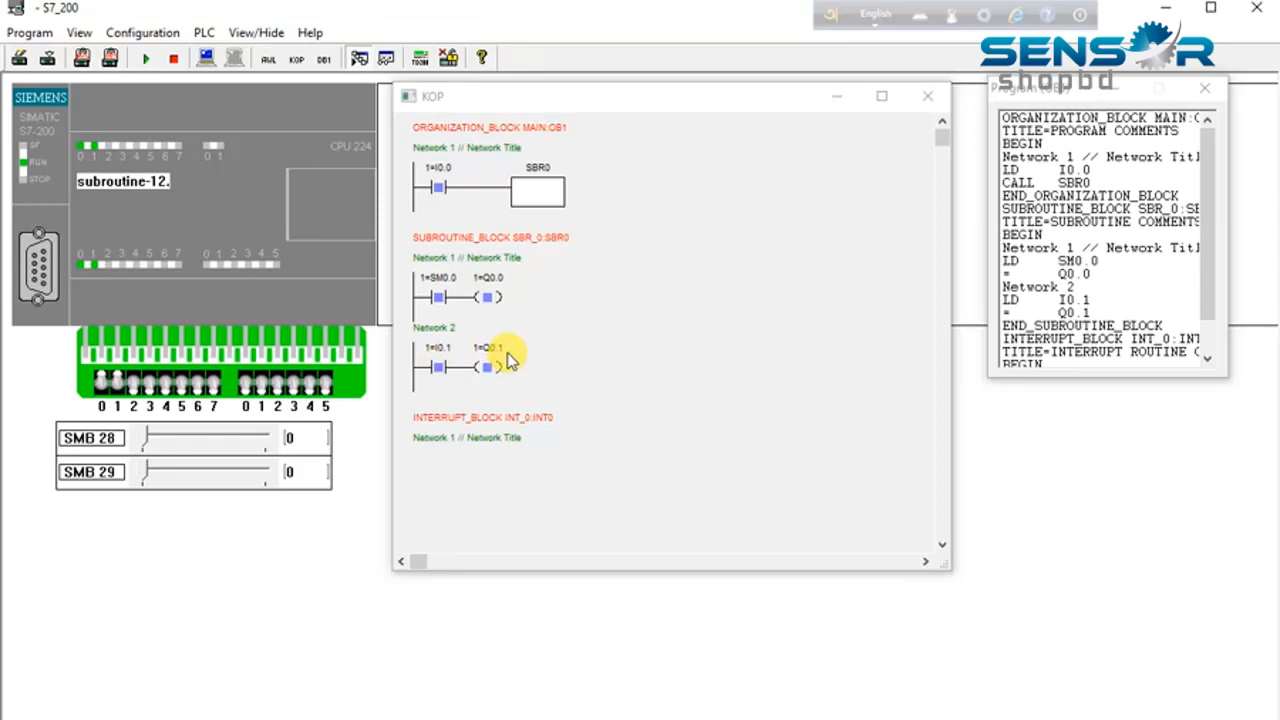 - S7_200
English
Program View Configuration PLC View/Hide Help
SENSOR
shopbd
AWL KOP DB1
SIEMENS
SIMATIC
S7-200
SF
RUN
STOP
0 1 2 3 4 5 6 7 0 1
CPU 224
subroutine-12.
0 1 2 3 4 5 6 7 0 1 2 3 4 5
0 1 2 3 4 5 6 7 0 1 2 3 4 5
SMB 28 0
SMB 29 0
KOP
ORGANIZATION_BLOCK MAIN:OB1
Network 1 // Network Title
1=I0.0 SBR0
SUBROUTINE_BLOCK SBR_0:SBR0
Network 1 // Network Title
1=SM0.0 1=Q0.0
Network 2
1=I0.1 1=Q0.1
INTERRUPT_BLOCK INT_0:INT0
Network 1 // Network Title
ORGANIZATION_BLOCK MAIN:
TITLE=PROGRAM COMMENTS
BEGIN
Network 1 // Network Titl
LD I0.0
CALL SBR0
END_ORGANIZATION_BLOCK
SUBROUTINE_BLOCK SBR_0:SB
TITLE=SUBROUTINE COMMENTS
BEGIN
Network 1 // Network Titl
LD SM0.0
= Q0.0
Network 2
LD I0.1
= Q0.1
END_SUBROUTINE_BLOCK
INTERRUPT_BLOCK INT_0:INT
TITLE=INTERRUPT ROUTINE C
BEGIN